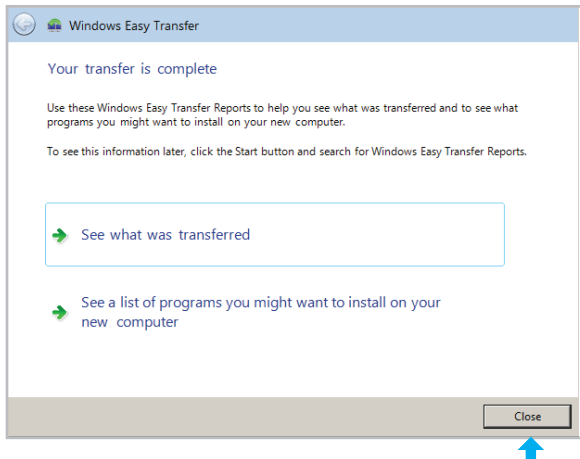 Windows Easy Transfer
Your transfer is complete
Use these Windows Easy Transfer Reports to help you see what was transferred and to see what
programs you might want to install on your new computer.
To see this information later, click the Start button and search for Windows Easy Transfer Reports.
See what was transferred
See a list of programs you might want to install on your
new computer
Close